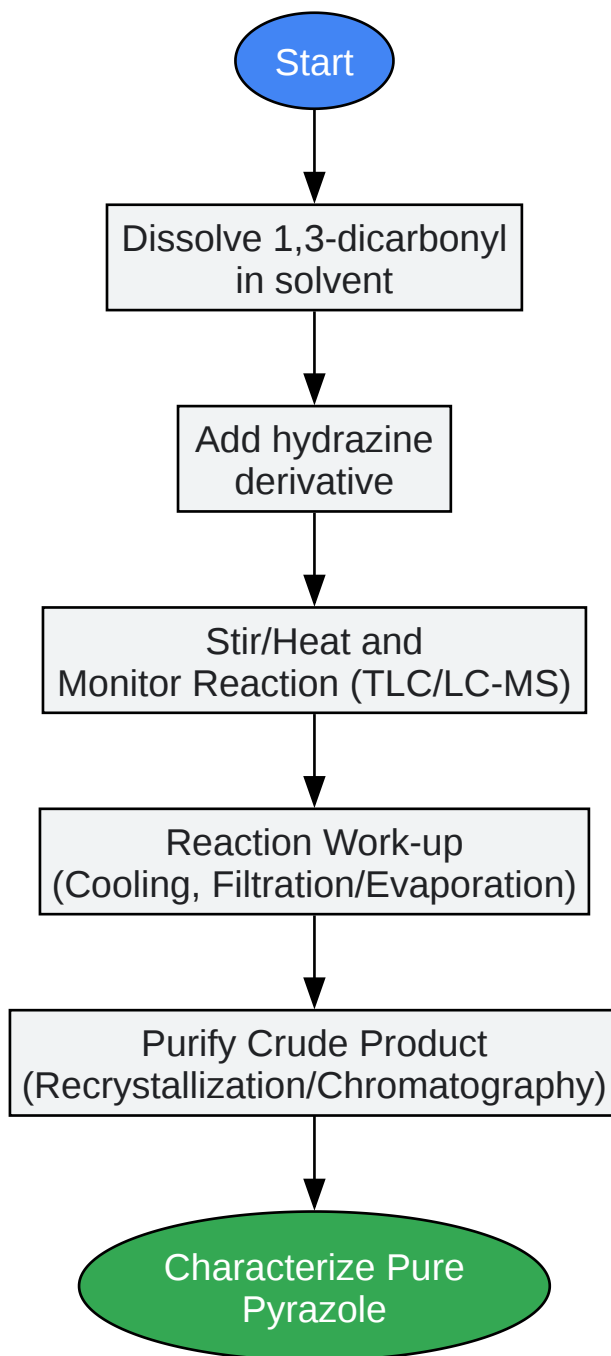 Start
Dissolve 1,3-dicarbonyl
in solvent
Add hydrazine
derivative
Stir/Heat and
Monitor Reaction (TLC/LC-MS)
Reaction Work-up
(Cooling, Filtration/Evaporation)
Purify Crude Product
(Recrystallization/Chromatography)
Characterize Pure
Pyrazole